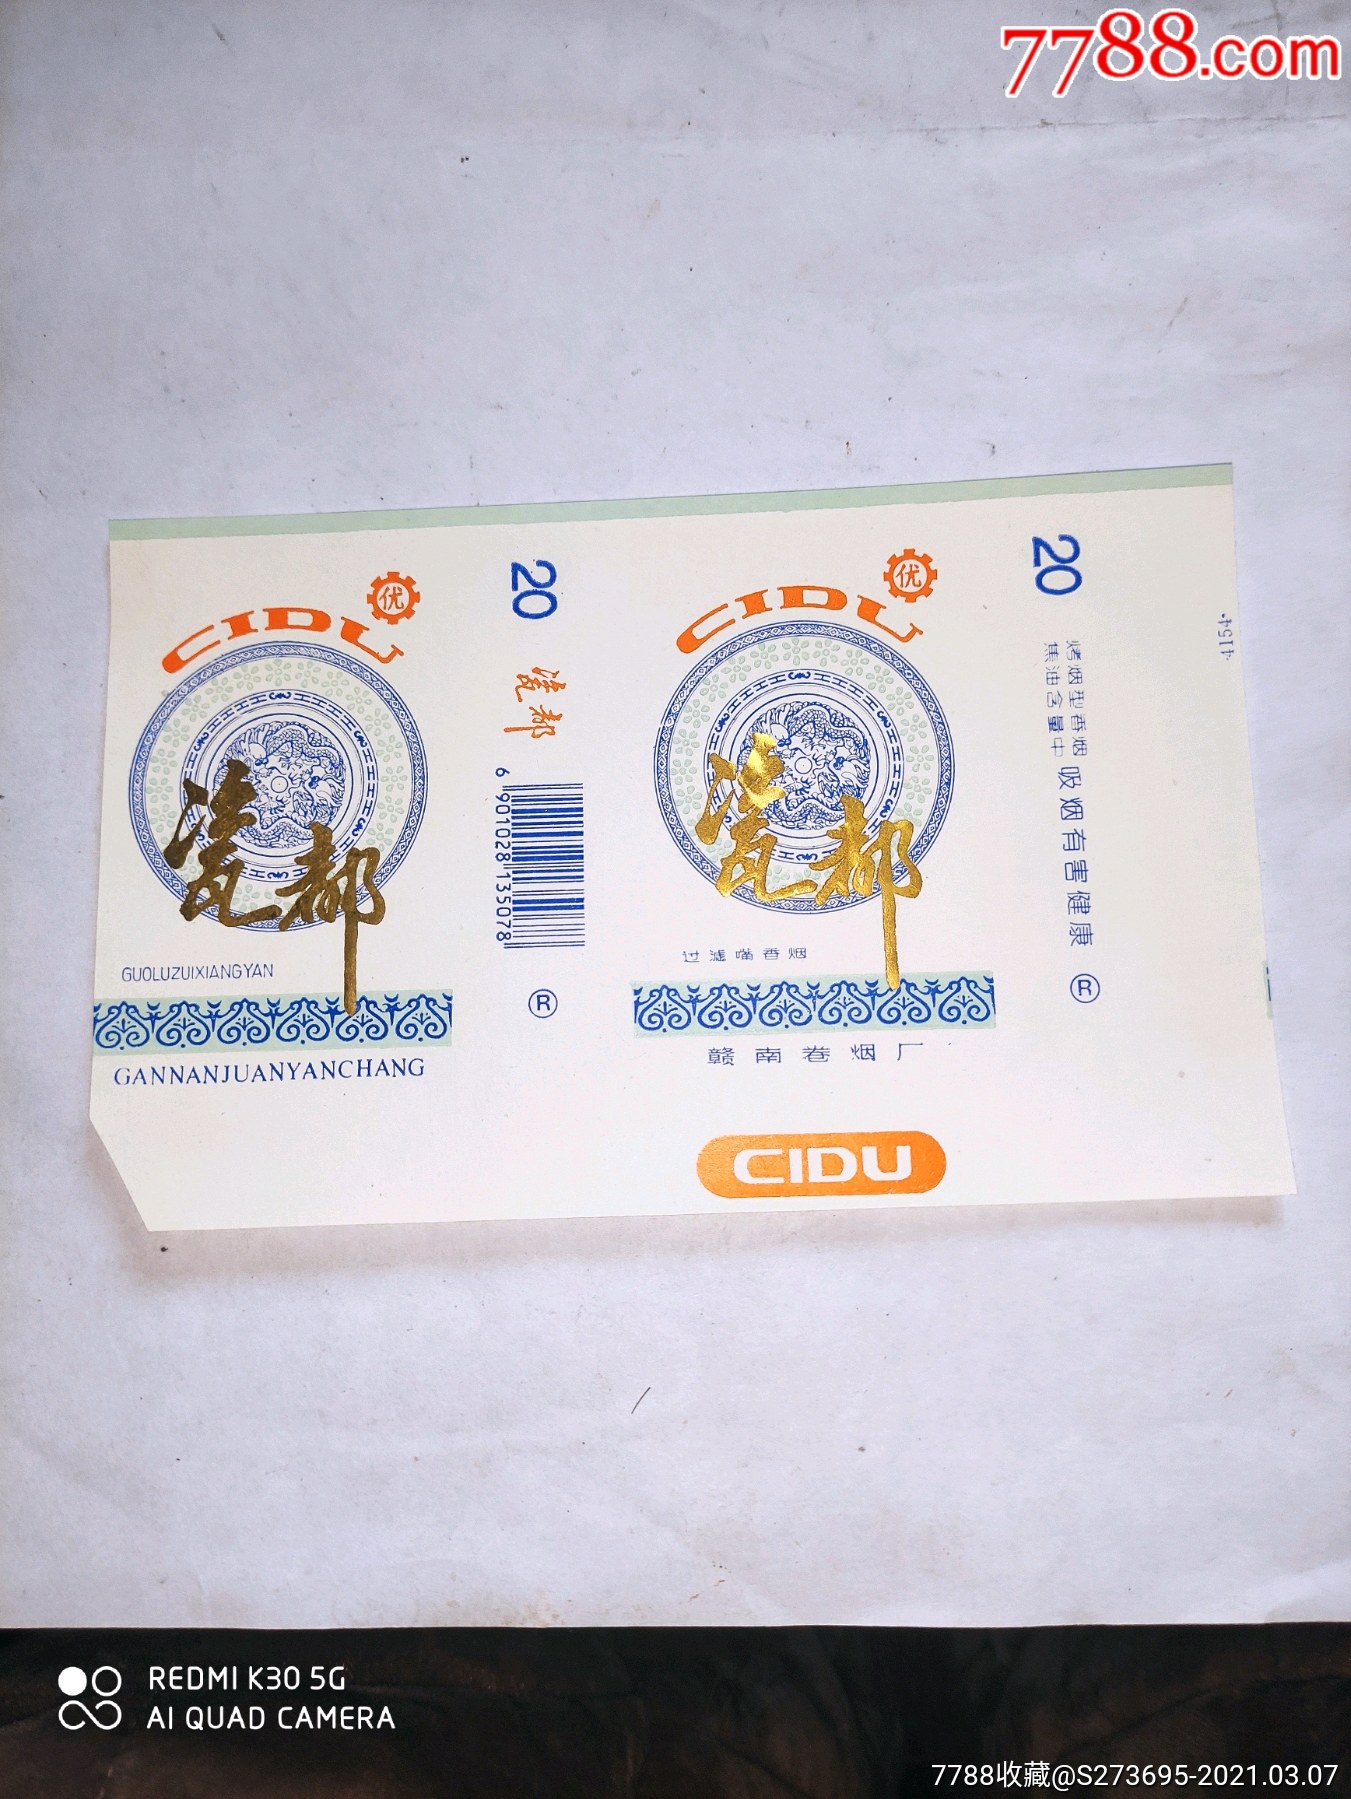 7788.com
CIDU
优
瓷都
GUOLUZUIXIANGYAN
GANNANJUANYANCHANG
20
瓷都
6 901028 135078
R
CIDU
优
瓷都
过滤嘴香烟
赣南卷烟厂
CIDU
20
烤烟型香烟
焦油含量中
吸烟有害健康
R
4154
REDMI K30 5G
AI QUAD CAMERA
7788收藏@S273695-2021.03.07